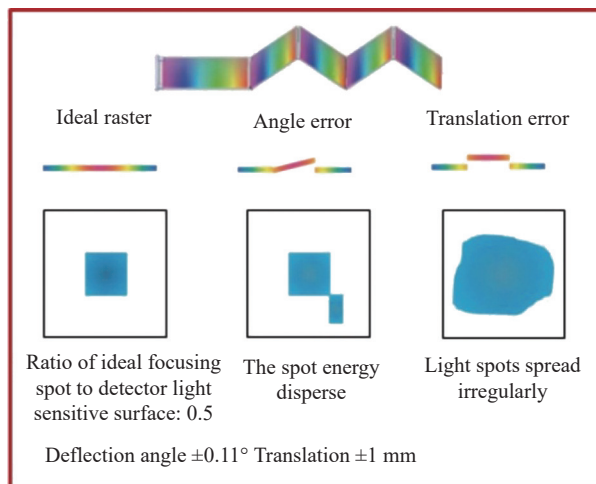 Ideal raster
Angle error
Translation error
Ratio of ideal focusing
spot to detector light
sensitive surface: 0.5
The spot energy
disperse
Light spots spread
irregularly
Deflection angle ±0.11° Translation ±1 mm